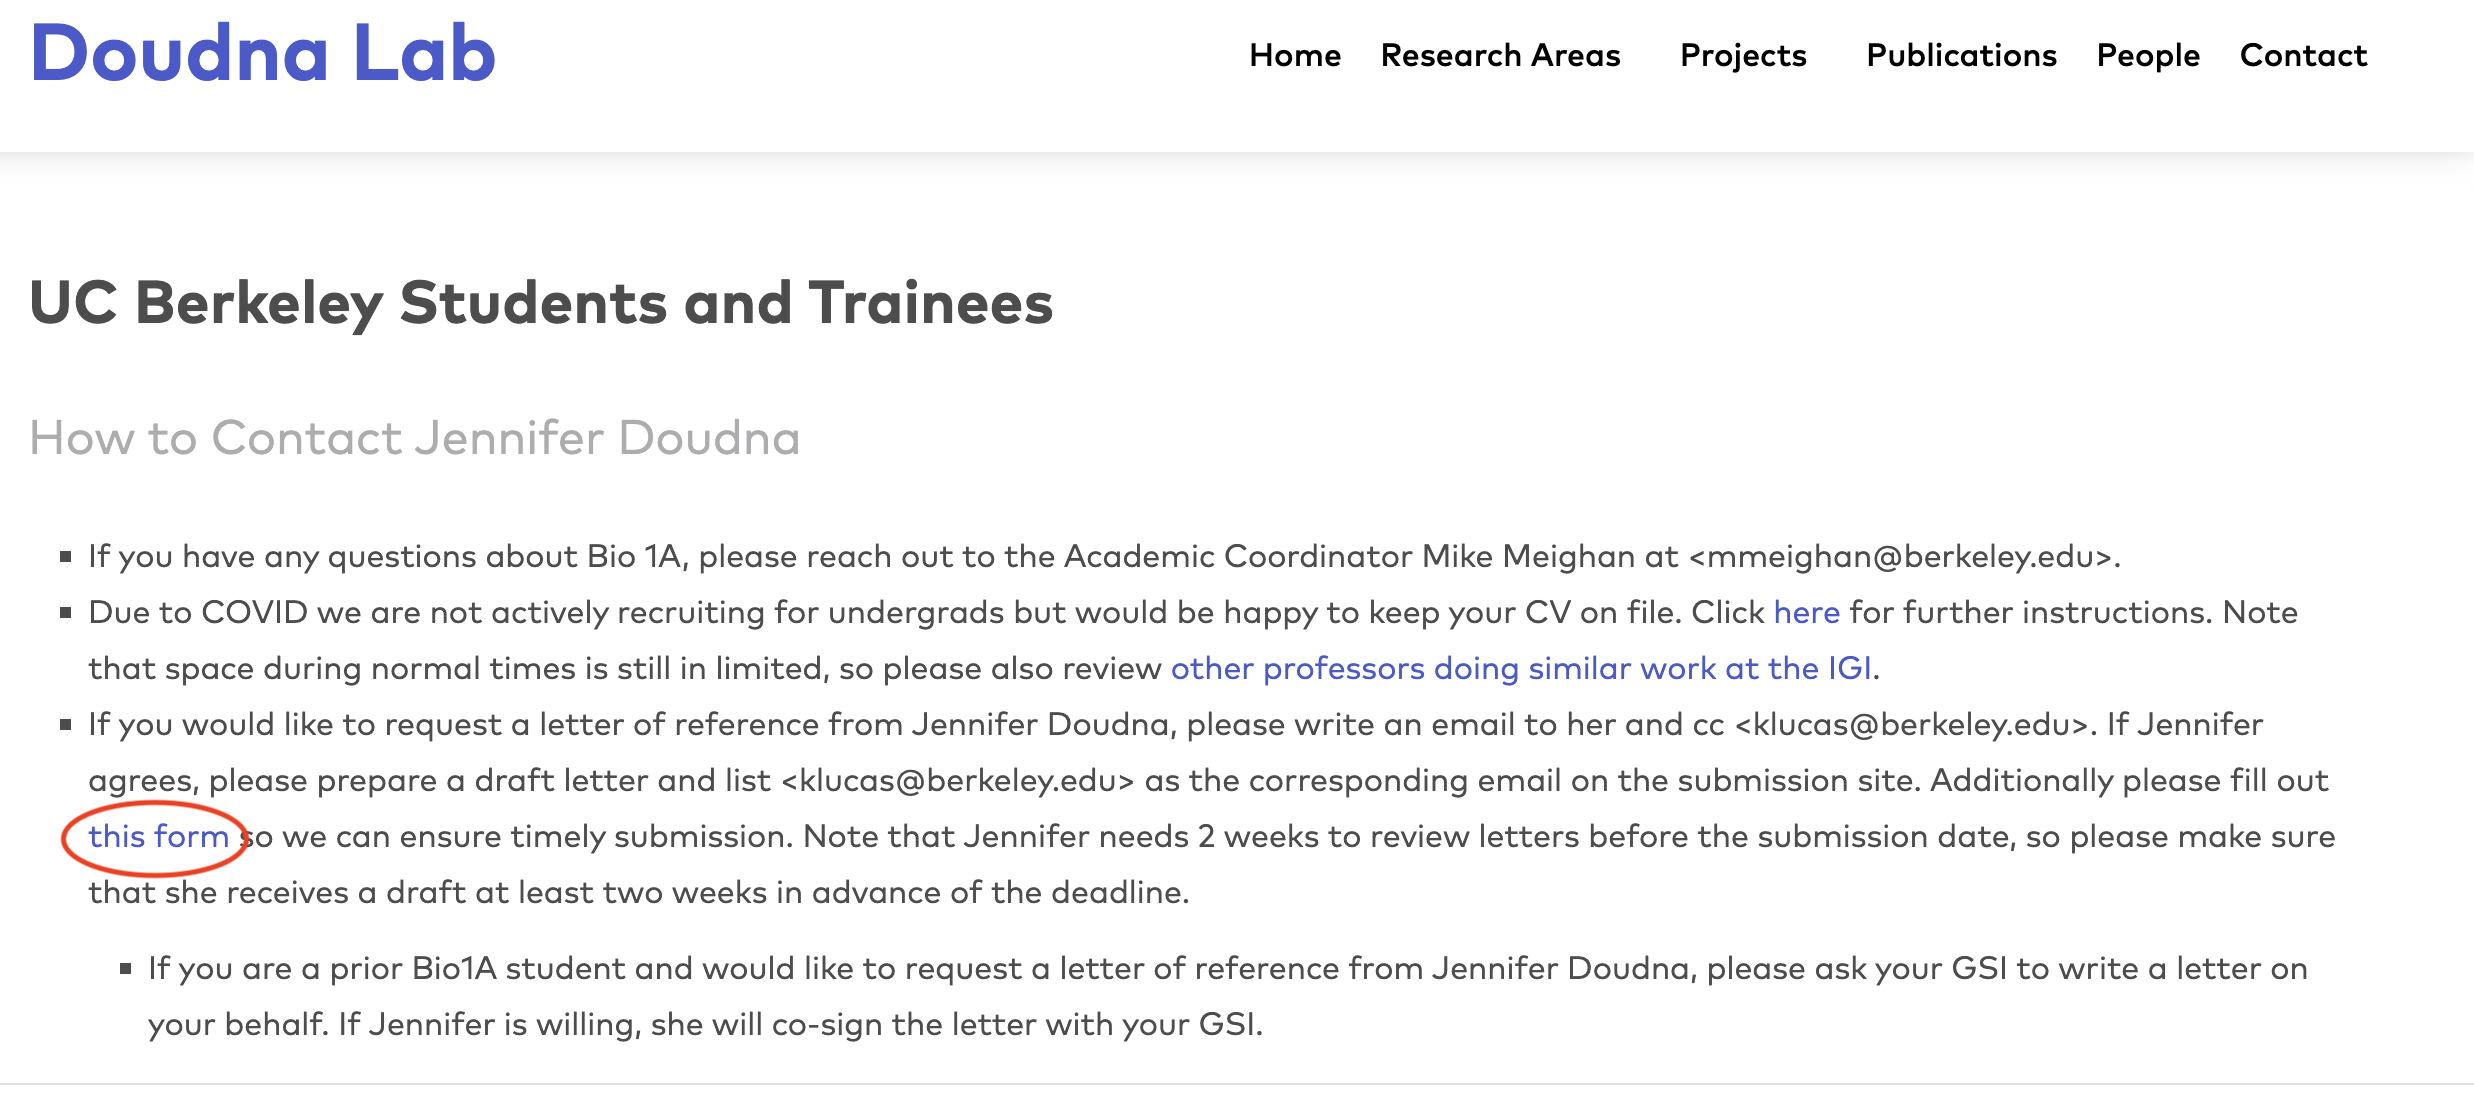 Doudna Lab
Home Research Areas Projects Publications People Contact
UC Berkeley Students and Trainees
How to Contact Jennifer Doudna
▪ If you have any questions about Bio 1A, please reach out to the Academic Coordinator Mike Meighan at <mmeighan@berkeley.edu>.
▪ Due to COVID we are not actively recruiting for undergrads but would be happy to keep your CV on file. Click here for further instructions. Note
that space during normal times is still in limited, so please also review other professors doing similar work at the IGI.
▪ If you would like to request a letter of reference from Jennifer Doudna, please write an email to her and cc <klucas@berkeley.edu>. If Jennifer
agrees, please prepare a draft letter and list <klucas@berkeley.edu> as the corresponding email on the submission site. Additionally please fill out
this form so we can ensure timely submission. Note that Jennifer needs 2 weeks to review letters before the submission date, so please make sure
that she receives a draft at least two weeks in advance of the deadline.
▪ If you are a prior Bio1A student and would like to request a letter of reference from Jennifer Doudna, please ask your GSI to write a letter on
your behalf. If Jennifer is willing, she will co-sign the letter with your GSI.